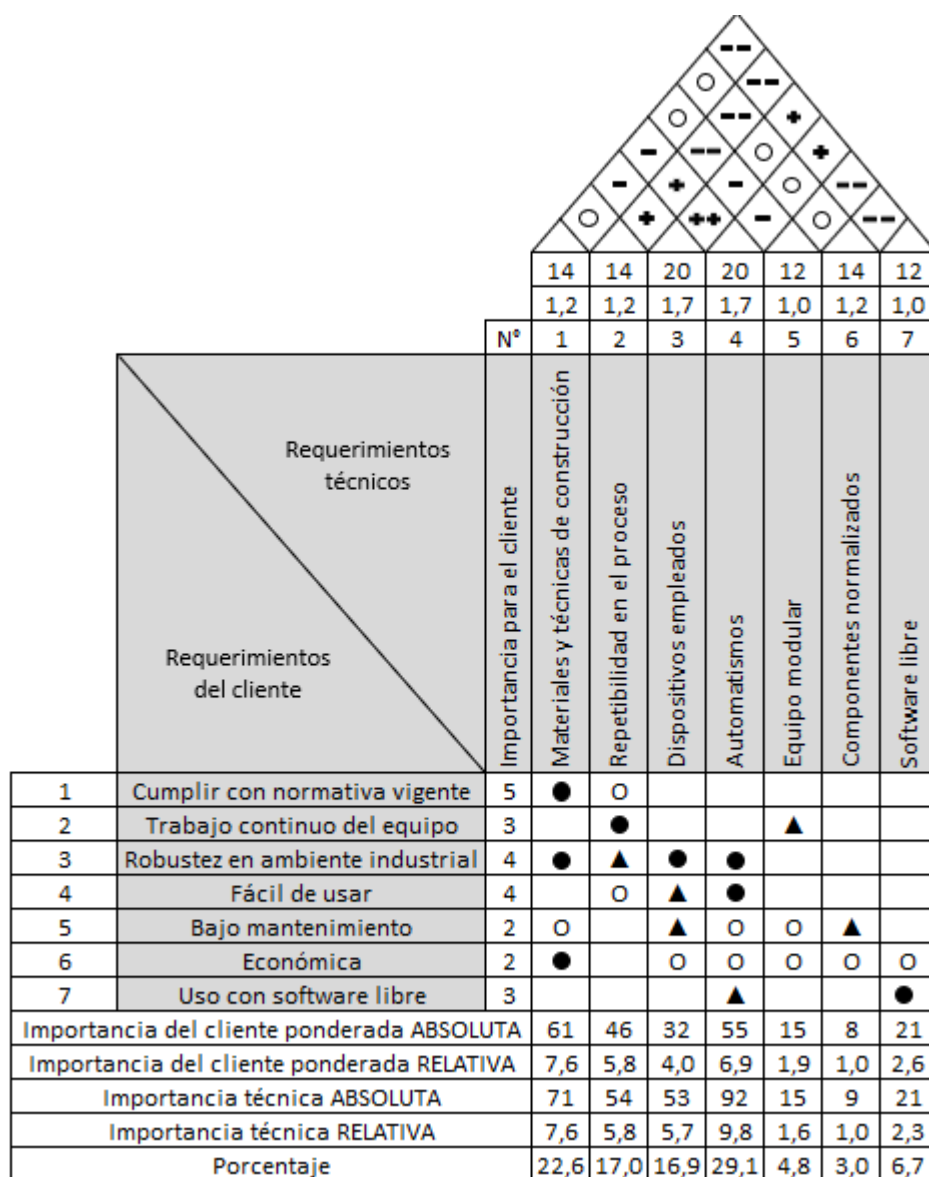 14 14 20 20 12 14 12
1,2 1,2 1,7 1,7 1,0 1,2 1,0
N° 1 2 3 4 5 6 7
Requerimientos
técnicos
Requerimientos
del cliente
Importancia para el cliente
Materiales y técnicas de construcción
Repetibilidad en el proceso
Dispositivos empleados
Automatismos
Equipo modular
Componentes normalizados
Software libre
1 Cumplir con normativa vigente 5 ● O
2 Trabajo continuo del equipo 3 ● ▲
3 Robustez en ambiente industrial 4 ● ▲ ● ●
4 Fácil de usar 4 O ▲ ●
5 Bajo mantenimiento 2 O ▲ O O ▲
6 Económica 2 ● O O O O O
7 Uso con software libre 3 ▲ ●
Importancia del cliente ponderada ABSOLUTA 61 46 32 55 15 8 21
Importancia del cliente ponderada RELATIVA 7,6 5,8 4,0 6,9 1,9 1,0 2,6
Importancia técnica ABSOLUTA 71 54 53 92 15 9 21
Importancia técnica RELATIVA 7,6 5,8 5,7 9,8 1,6 1,0 2,3
Porcentaje 22,6 17,0 16,9 29,1 4,8 3,0 6,7